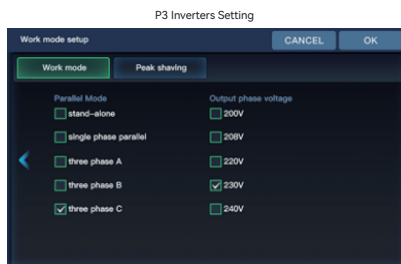 P3 Inverters Setting
Work mode setup
CANCEL
OK
Work mode
Peak shaving
Parallel Mode
Output phase voltage
stand-alone
200V
single phase parallel
208V
three phase A
220V
three phase B
230V
three phase C
240V